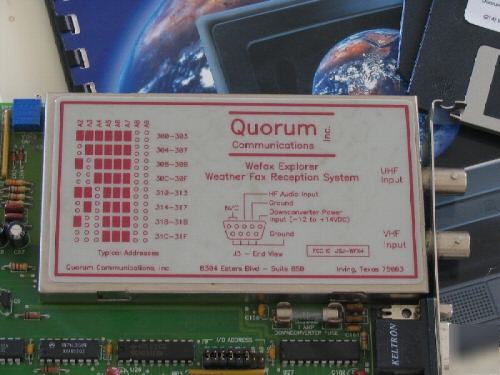 Quorum Inc.
Communications
Wefax Explorer
Weather Fax Reception System
A2 A3 A4 A5 A6 A7 A8 A9
300-303
304-307
308-30B
30C-30F
310-313
314-317
318-31B
31C-31F
Typical Addresses
HF Audio Input
Ground
Downconverter Power
Input (-12 to +14VDC)
N/C
Ground
J3 - End View
FCC ID: JSJ-WFX4
Quorum Communications, Inc. 8304 Esters Blvd - Suite 850 Irving, Texas 75063
UHF
Input
VHF
Input
1 AMP
DOWNCONVERTER FUSE
I/O ADDRESS
KELTRON